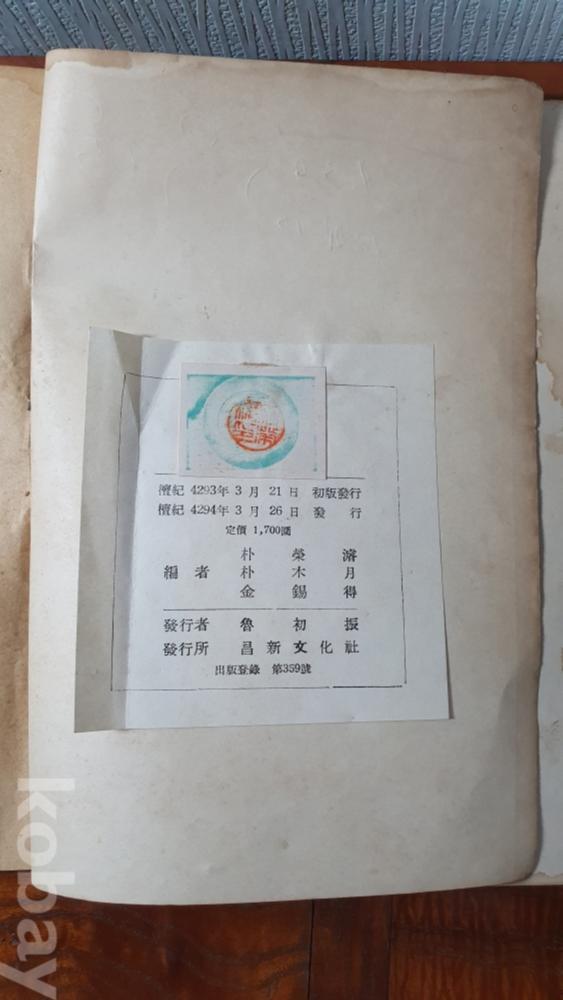 檀紀 4293年 3月 21日 初版發行
檀紀 4294年 3月 26日 發行
定價 1,700圜
朴榮濬
編者 朴木月
金錫得
發行者 魯初振
發行所 昌新文化社
出版登錄 第359號
kobay